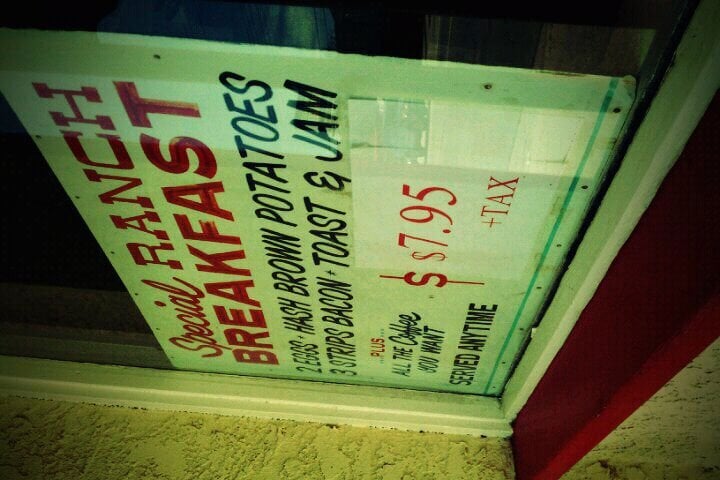 Special RANCH
BREAKFAST
2 EGGS · HASH BROWN POTATOES
3 STRIPS BACON · TOAST & JAM
PLUS...
ALL THE Coffee
YOU WANT
$ $7.95
+TAX
SERVED ANYTIME